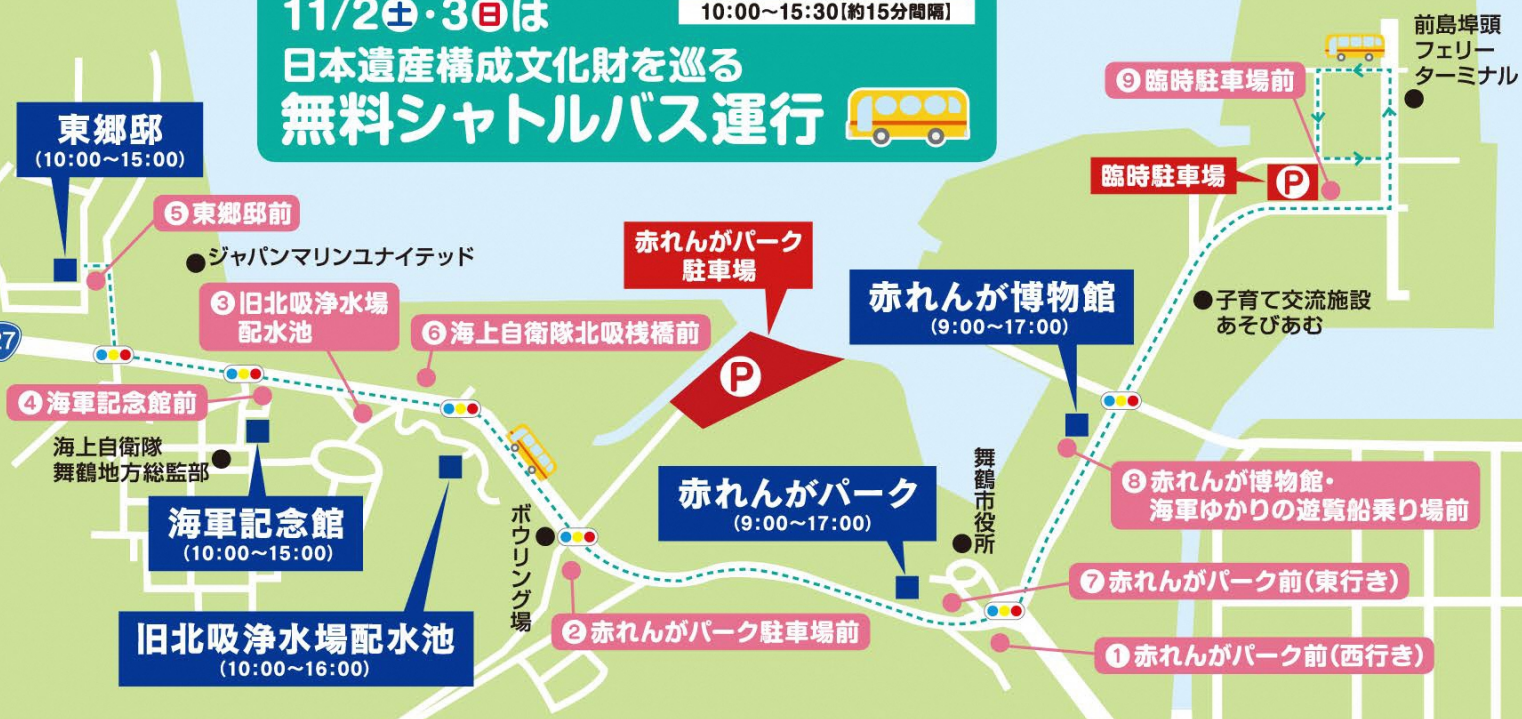 11/2土・3日は
10:00～15:30【約15分間隔】
日本遺産構成文化財を巡る
無料シャトルバス運行
前島埠頭
フェリー
ターミナル
⑨臨時駐車場前
臨時駐車場
P
東郷邸
(10:00～15:00)
⑤東郷邸前
ジャパンマリンユナイテッド
赤れんがパーク
駐車場
P
③旧北吸浄水場
配水池
⑥海上自衛隊北吸桟橋前
赤れんが博物館
(9:00～17:00)
子育て交流施設
あそびあむ
27
④海軍記念館前
海上自衛隊
舞鶴地方総監部
海軍記念館
(10:00～15:00)
ボウリング場
赤れんがパーク
(9:00～17:00)
舞鶴市役所
⑧赤れんが博物館・
海軍ゆかりの遊覧船乗り場前
⑦赤れんがパーク前(東行き)
旧北吸浄水場配水池
(10:00～16:00)
②赤れんがパーク駐車場前
①赤れんがパーク前(西行き)